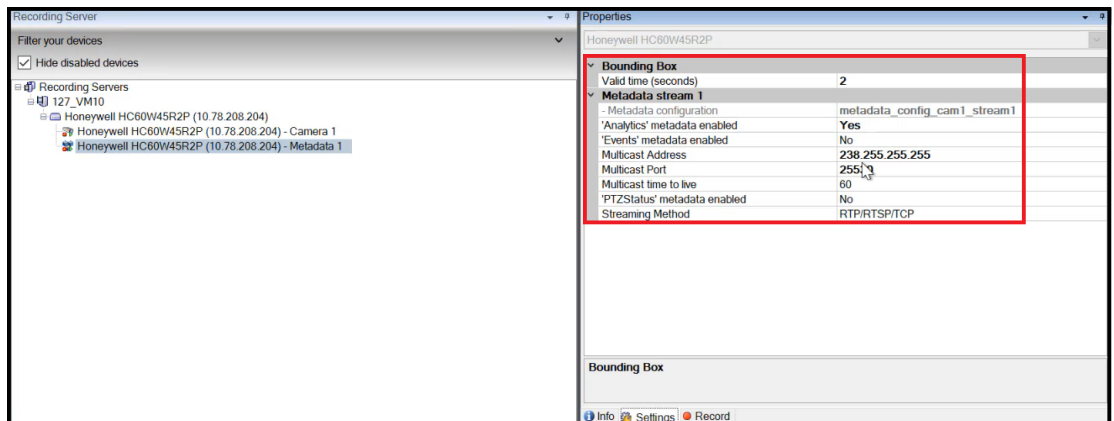 Recording Server
Filter your devices
Hide disabled devices
Recording Servers
127_VM10
Honeywell HC60W45R2P (10.78.208.204)
Honeywell HC60W45R2P (10.78.208.204) - Camera 1
Honeywell HC60W45R2P (10.78.208.204) - Metadata 1
Properties
Honeywell HC60W45R2P
Bounding Box
Valid time (seconds) 2
Metadata stream 1
- Metadata configuration metadata_config_cam1_stream1
'Analytics' metadata enabled Yes
'Events' metadata enabled No
Multicast Address 238.255.255.255
Multicast Port
Multicast time to live 60
'PTZStatus' metadata enabled No
Streaming Method RTP/RTSP/TCP
Bounding Box
Info Settings Record